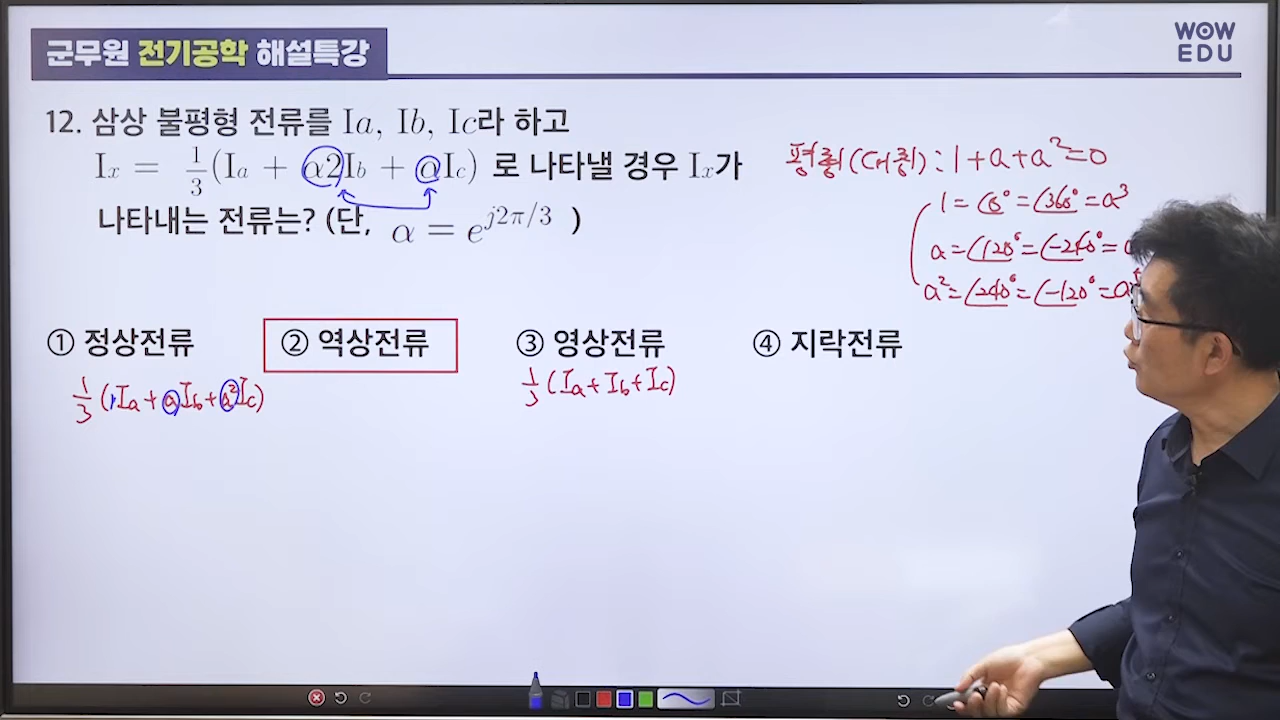 군무원 전기공학 해설특강
WOW
EDU
12. 삼상 불평형 전류를 Ia, Ib, Ic라 하고
Ix = 1/3(Ia + α2Ib + αIc) 로 나타낼 경우 Ix가
나타내는 전류는? (단, α = e^{j2π/3} )
평형(대칭) : 1+a+a²=0
1=∠0°=∠360°=a³
a=∠120°=∠-240°=
a²=∠240°=∠-120°=a
① 정상전류 ② 역상전류 ③ 영상전류 ④ 지락전류
1/3(Ia+aIb+a²Ic) 1/3(Ia+Ib+Ic)